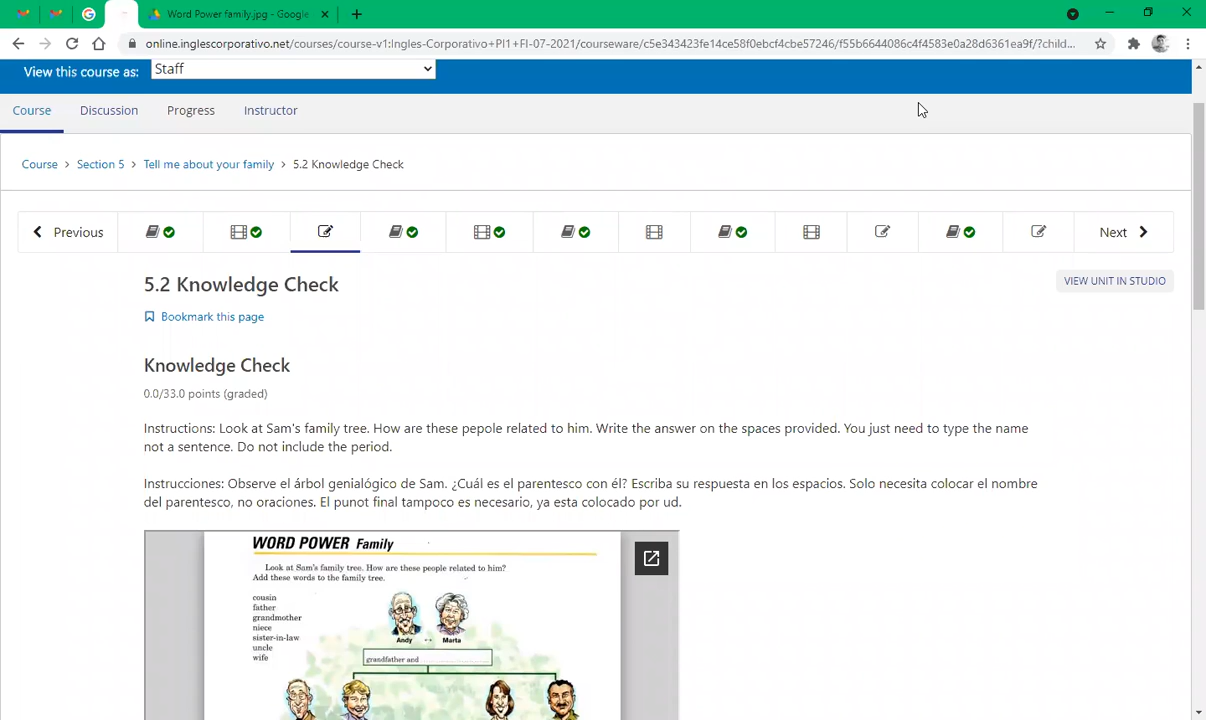 Word Power family.jpg - Google
online.inglescorporativo.net/courses/course-v1:Ingles-Corporativo+PI1+FI-07-2021/courseware/c5e343423fe14ce58f0ebcf4cbe57246/f55b6644086c4f4583e0a28d6361ea9f/?child...
View this course as:
Staff
Course
Discussion
Progress
Instructor
Course > Section 5 > Tell me about your family > 5.2 Knowledge Check
Previous
Next
5.2 Knowledge Check
VIEW UNIT IN STUDIO
Bookmark this page
Knowledge Check
0.0/33.0 points (graded)
Instructions: Look at Sam's family tree. How are these pepole related to him. Write the answer on the spaces provided. You just need to type the name
not a sentence. Do not include the period.
Instrucciones: Observe el árbol genialógico de Sam. ¿Cuál es el parentesco con él? Escriba su respuesta en los espacios. Solo necesita colocar el nombre
del parentesco, no oraciones. El punot final tampoco es necesario, ya esta colocado por ud.
WORD POWER Family
Look at Sam's family tree. How are these people related to him?
Add these words to the family tree.
cousin
father
grandmother
niece
sister-in-law
uncle
wife
Andy
Marta
grandfather and